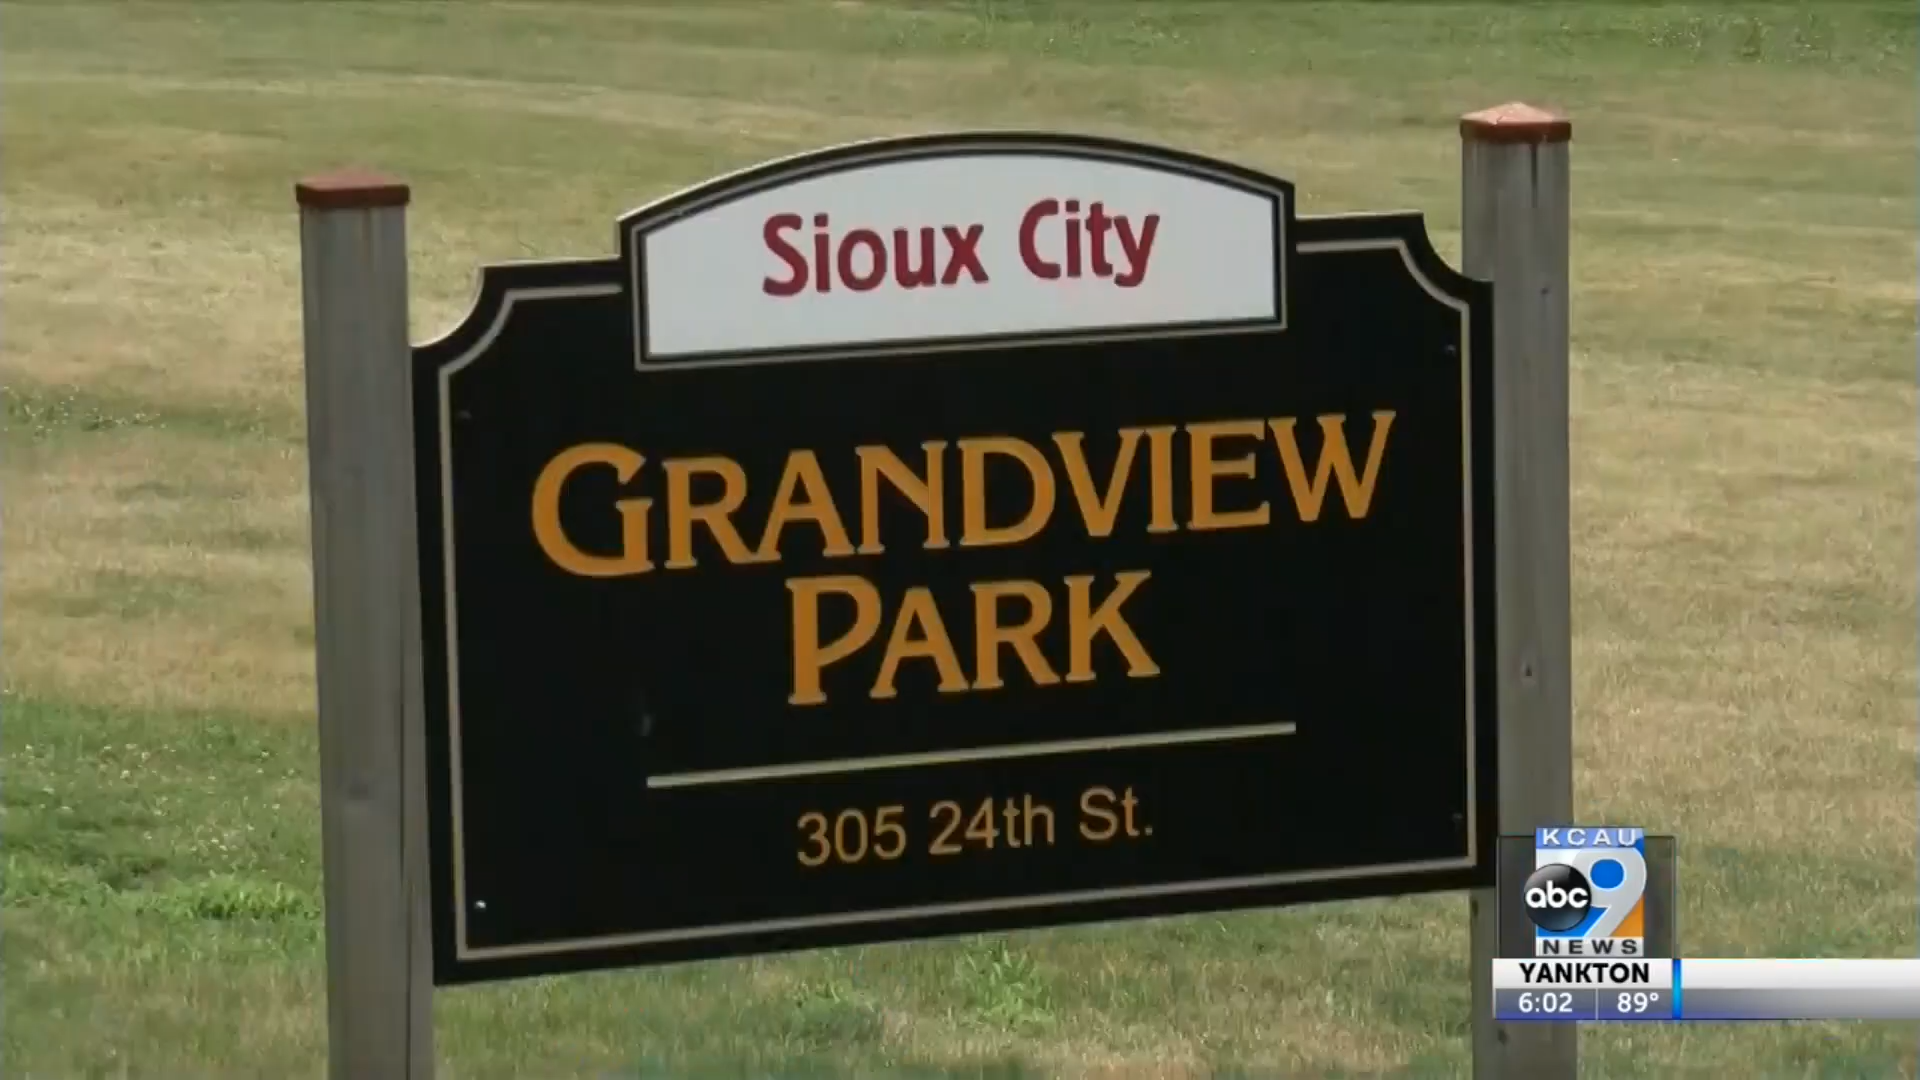 Sioux City
GRANDVIEW
PARK
305 24th St.
KCAU
abc 9
NEWS
YANKTON
6:02 89°